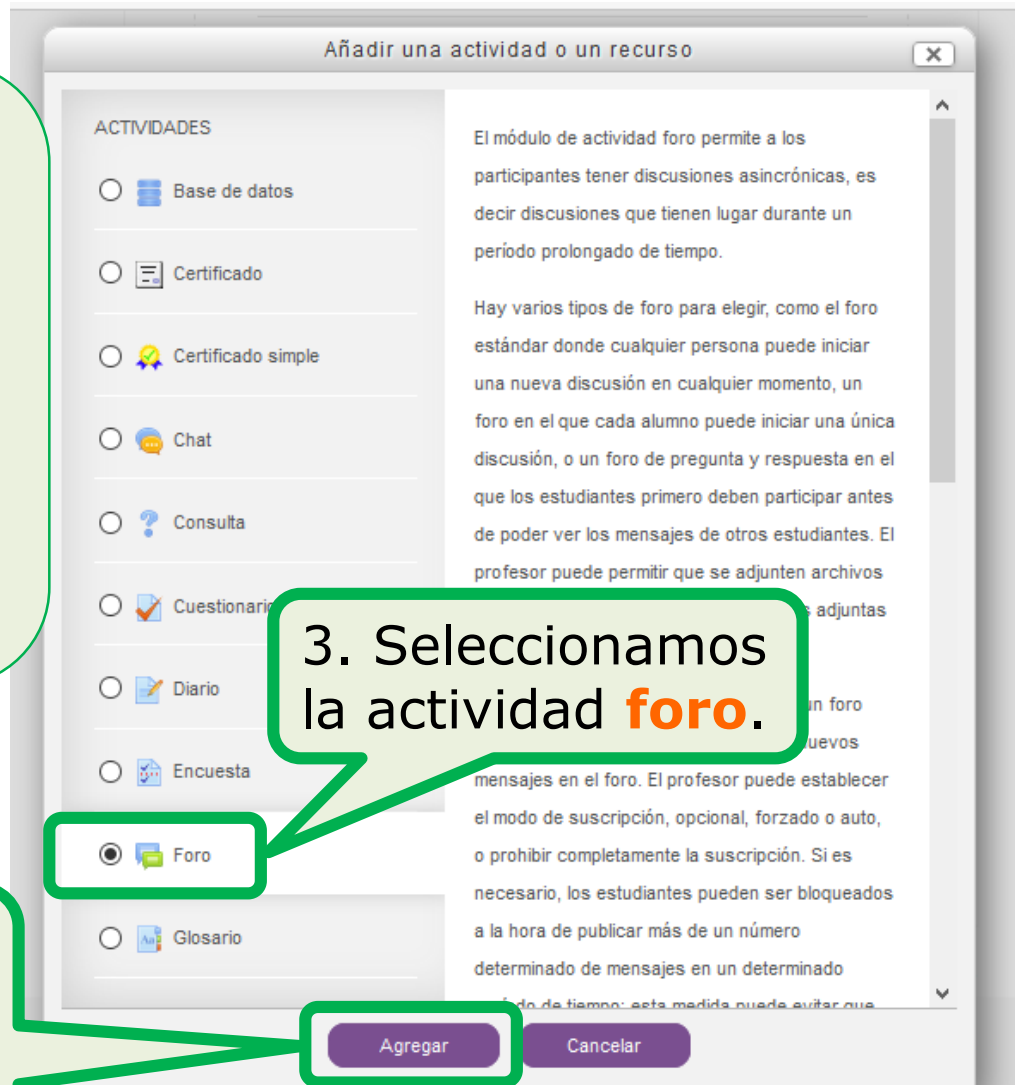 Añadir una actividad o un recurso
ACTIVIDADES
Base de datos
Certificado
Certificado simple
Chat
Consulta
Cuestionario
Diario
Encuesta
Foro
Glosario
El módulo de actividad foro permite a los
participantes tener discusiones asincrónicas, es
decir discusiones que tienen lugar durante un
período prolongado de tiempo.
Hay varios tipos de foro para elegir, como el foro
estándar donde cualquier persona puede iniciar
una nueva discusión en cualquier momento, un
foro en el que cada alumno puede iniciar una única
discusión, o un foro de pregunta y respuesta en el
que los estudiantes primero deben participar antes
de poder ver los mensajes de otros estudiantes. El
profesor puede permitir que se adjunten archivos
adjuntas
un foro
mensajes en el foro. El profesor puede establecer
el modo de suscripción, opcional, forzado o auto,
o prohibir completamente la suscripción. Si es
necesario, los estudiantes pueden ser bloqueados
a la hora de publicar más de un número
determinado de mensajes en un determinado
de tiempo; esta medida puede evitar que
3. Seleccionamos
la actividad foro.
Agregar
Cancelar